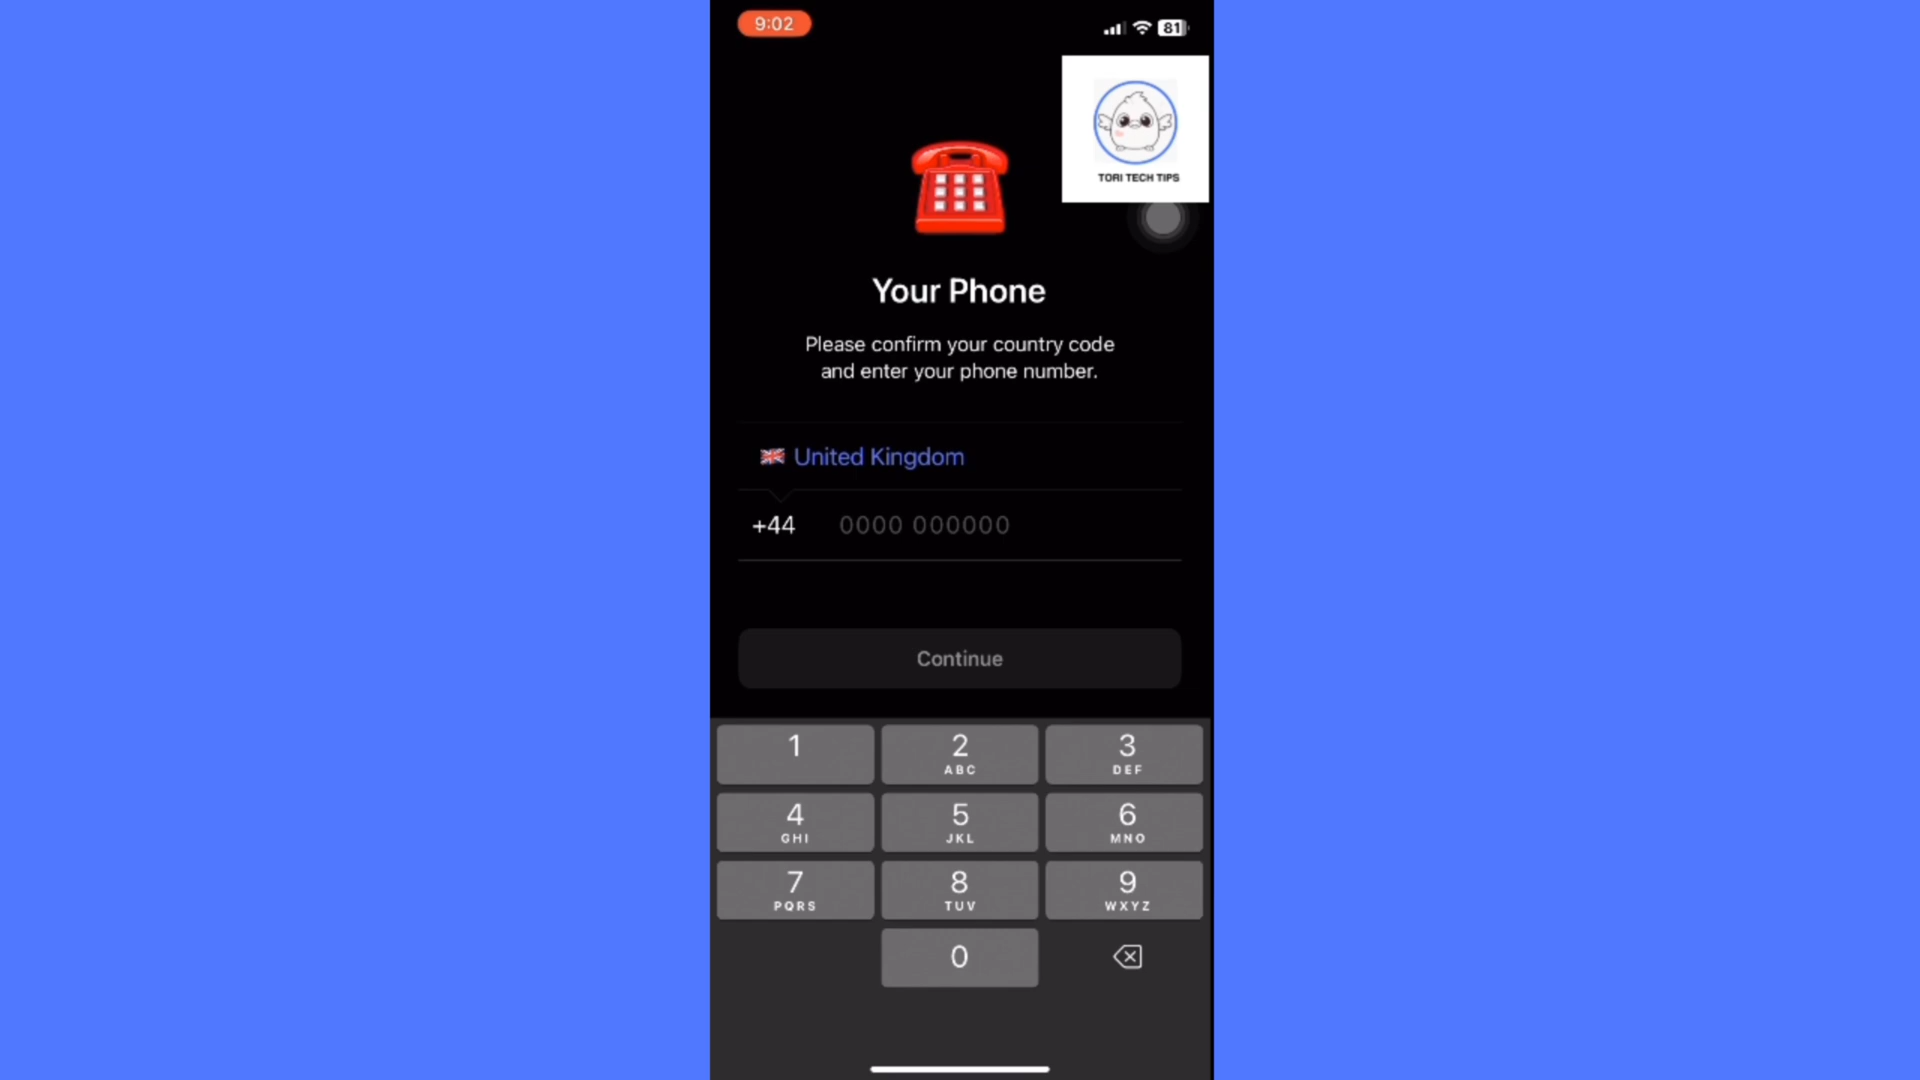 9:02
81
TORI TECH TIPS
Your Phone
Please confirm your country code
and enter your phone number.
United Kingdom
+44 0000 000000
Continue
1 2 3
ABC DEF
4 5 6
GHI JKL MNO
7 8 9
PQRS TUV WXYZ
0